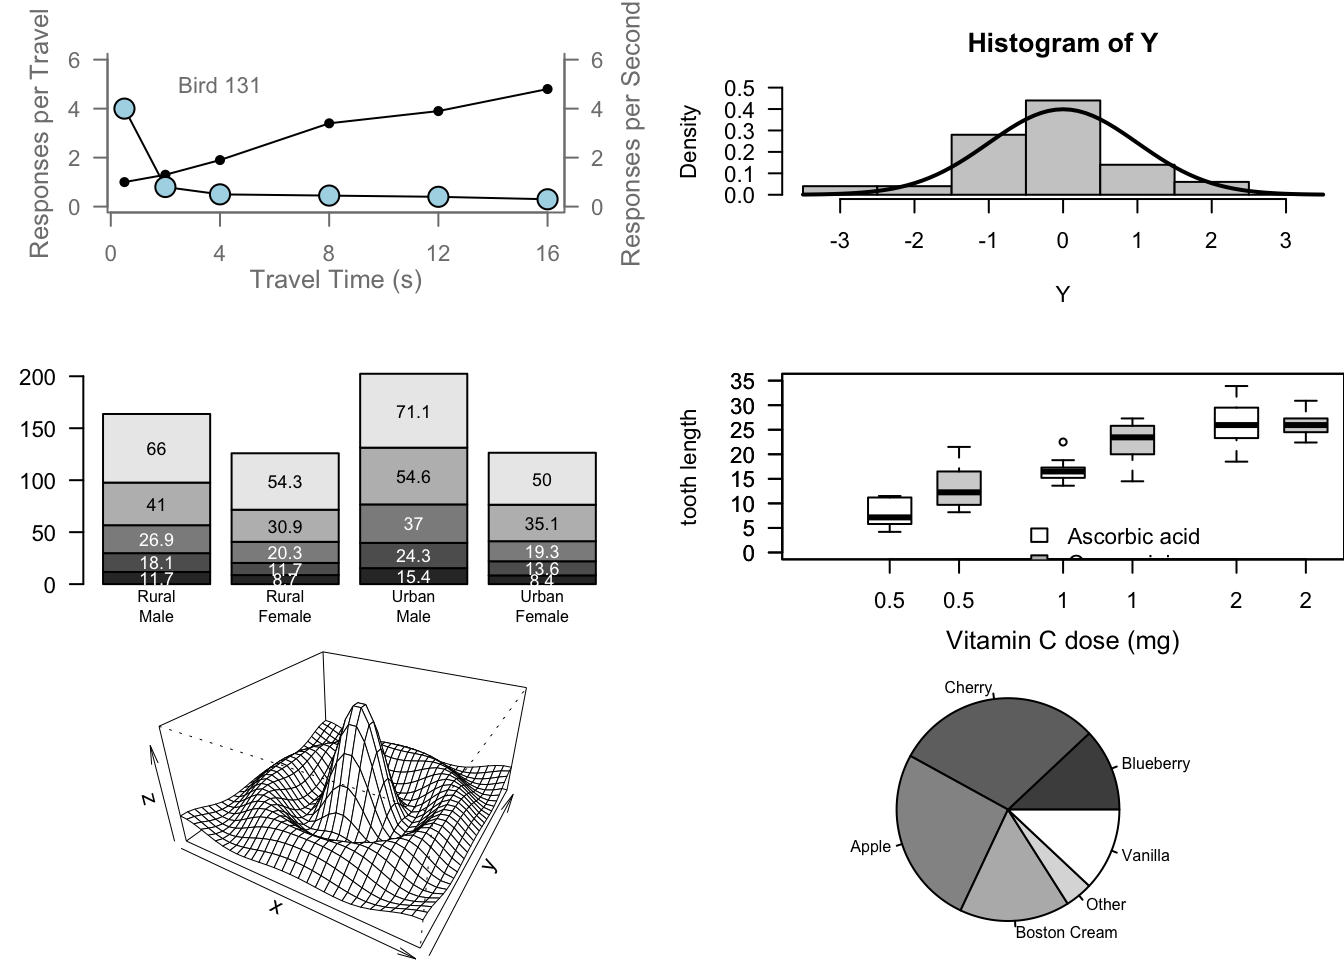 Responses per Travel
6
4
2
0
Bird 131
6
4
2
0
Responses per Second
0 4 8 12 16
Travel Time (s)
Histogram of Y
Density
0.5
0.4
0.3
0.2
0.1
0.0
-3 -2 -1 0 1 2 3
Y
200
150
100
50
0
66
41
26.9
18.1
11.7
54.3
30.9
20.3
11.7
8.7
71.1
54.6
37
24.3
15.4
50
35.1
19.3
13.6
8.4
Rural
Male
Rural
Female
Urban
Male
Urban
Female
tooth length
35
30
25
20
15
10
5
0
Ascorbic acid
0.5 0.5 1 1 2 2
Vitamin C dose (mg)
z
x
y
Cherry
Blueberry
Apple
Vanilla
Other
Boston Cream